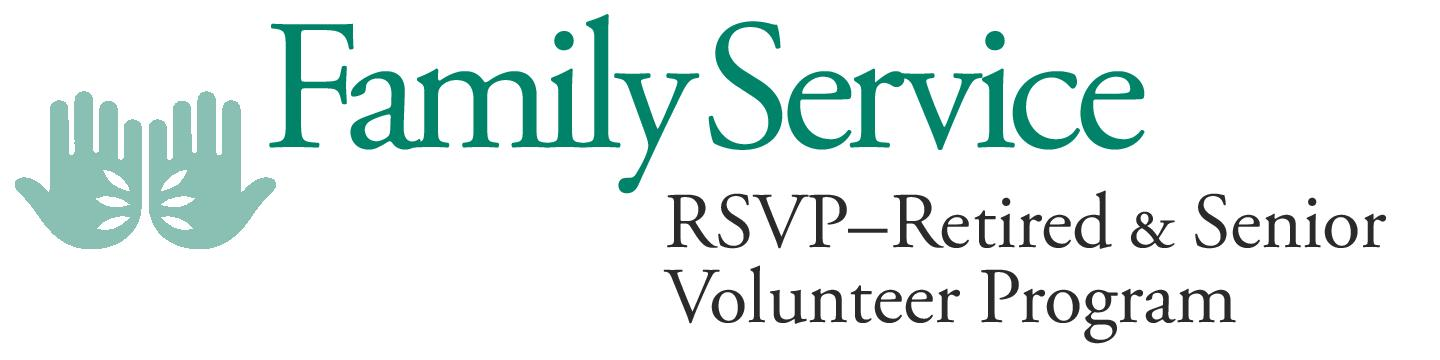 Family Service
RSVP–Retired & Senior
Volunteer Program